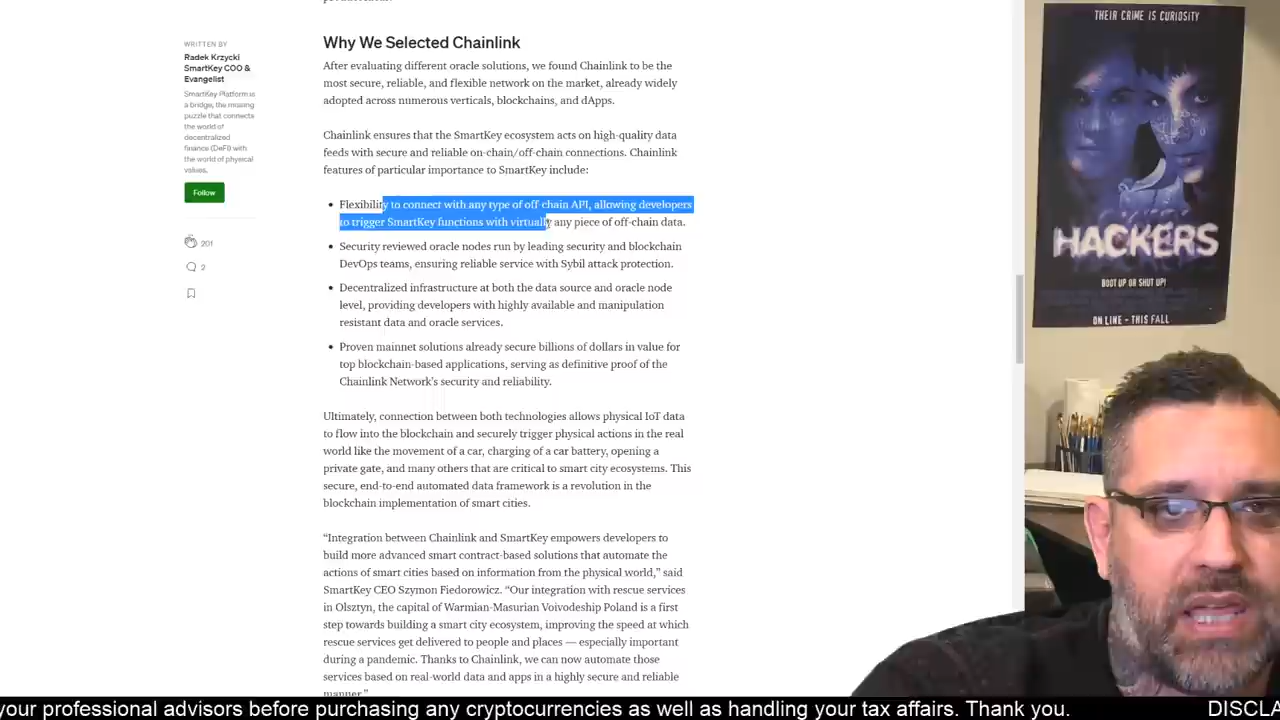 WRITTEN BY
Radek Krzycki
SmartKey COO &
Evangelist
SmartKey Platform is
a bridge, the missing
puzzle that connects
the world of
decentralized
finance (DeFi) with
the world of physical
values.
Follow
201
2
Why We Selected Chainlink
After evaluating different oracle solutions, we found Chainlink to be the
most secure, reliable, and flexible network on the market, already widely
adopted across numerous verticals, blockchains, and dApps.
Chainlink ensures that the SmartKey ecosystem acts on high-quality data
feeds with secure and reliable on-chain/off-chain connections. Chainlink
features of particular importance to SmartKey include:
Flexibility to connect with any type of off-chain API, allowing developers
to trigger SmartKey functions with virtually any piece of off-chain data.
Security reviewed oracle nodes run by leading security and blockchain
DevOps teams, ensuring reliable service with Sybil attack protection.
Decentralized infrastructure at both the data source and oracle node
level, providing developers with highly available and manipulation
resistant data and oracle services.
Proven mainnet solutions already secure billions of dollars in value for
top blockchain-based applications, serving as definitive proof of the
Chainlink Network's security and reliability.
Ultimately, connection between both technologies allows physical IoT data
to flow into the blockchain and securely trigger physical actions in the real
world like the movement of a car, charging of a car battery, opening a
private gate, and many others that are critical to smart city ecosystems. This
secure, end-to-end automated data framework is a revolution in the
blockchain implementation of smart cities.
“Integration between Chainlink and SmartKey empowers developers to
build more advanced smart contract-based solutions that automate the
actions of smart cities based on information from the physical world,” said
SmartKey CEO Szymon Fiedorowicz. “Our integration with rescue services
in Olsztyn, the capital of Warmian-Masurian Voivodeship Poland is a first
step towards building a smart city ecosystem, improving the speed at which
rescue services get delivered to people and places — especially important
during a pandemic. Thanks to Chainlink, we can now automate those
services based on real-world data and apps in a highly secure and reliable
manner.”
THEIR CRIME IS CURIOSITY
HACKERS
BOOT UP OR SHUT UP!
ON LINE - THIS FALL
your professional advisors before purchasing any cryptocurrencies as well as handling your tax affairs. Thank you. DISCLA